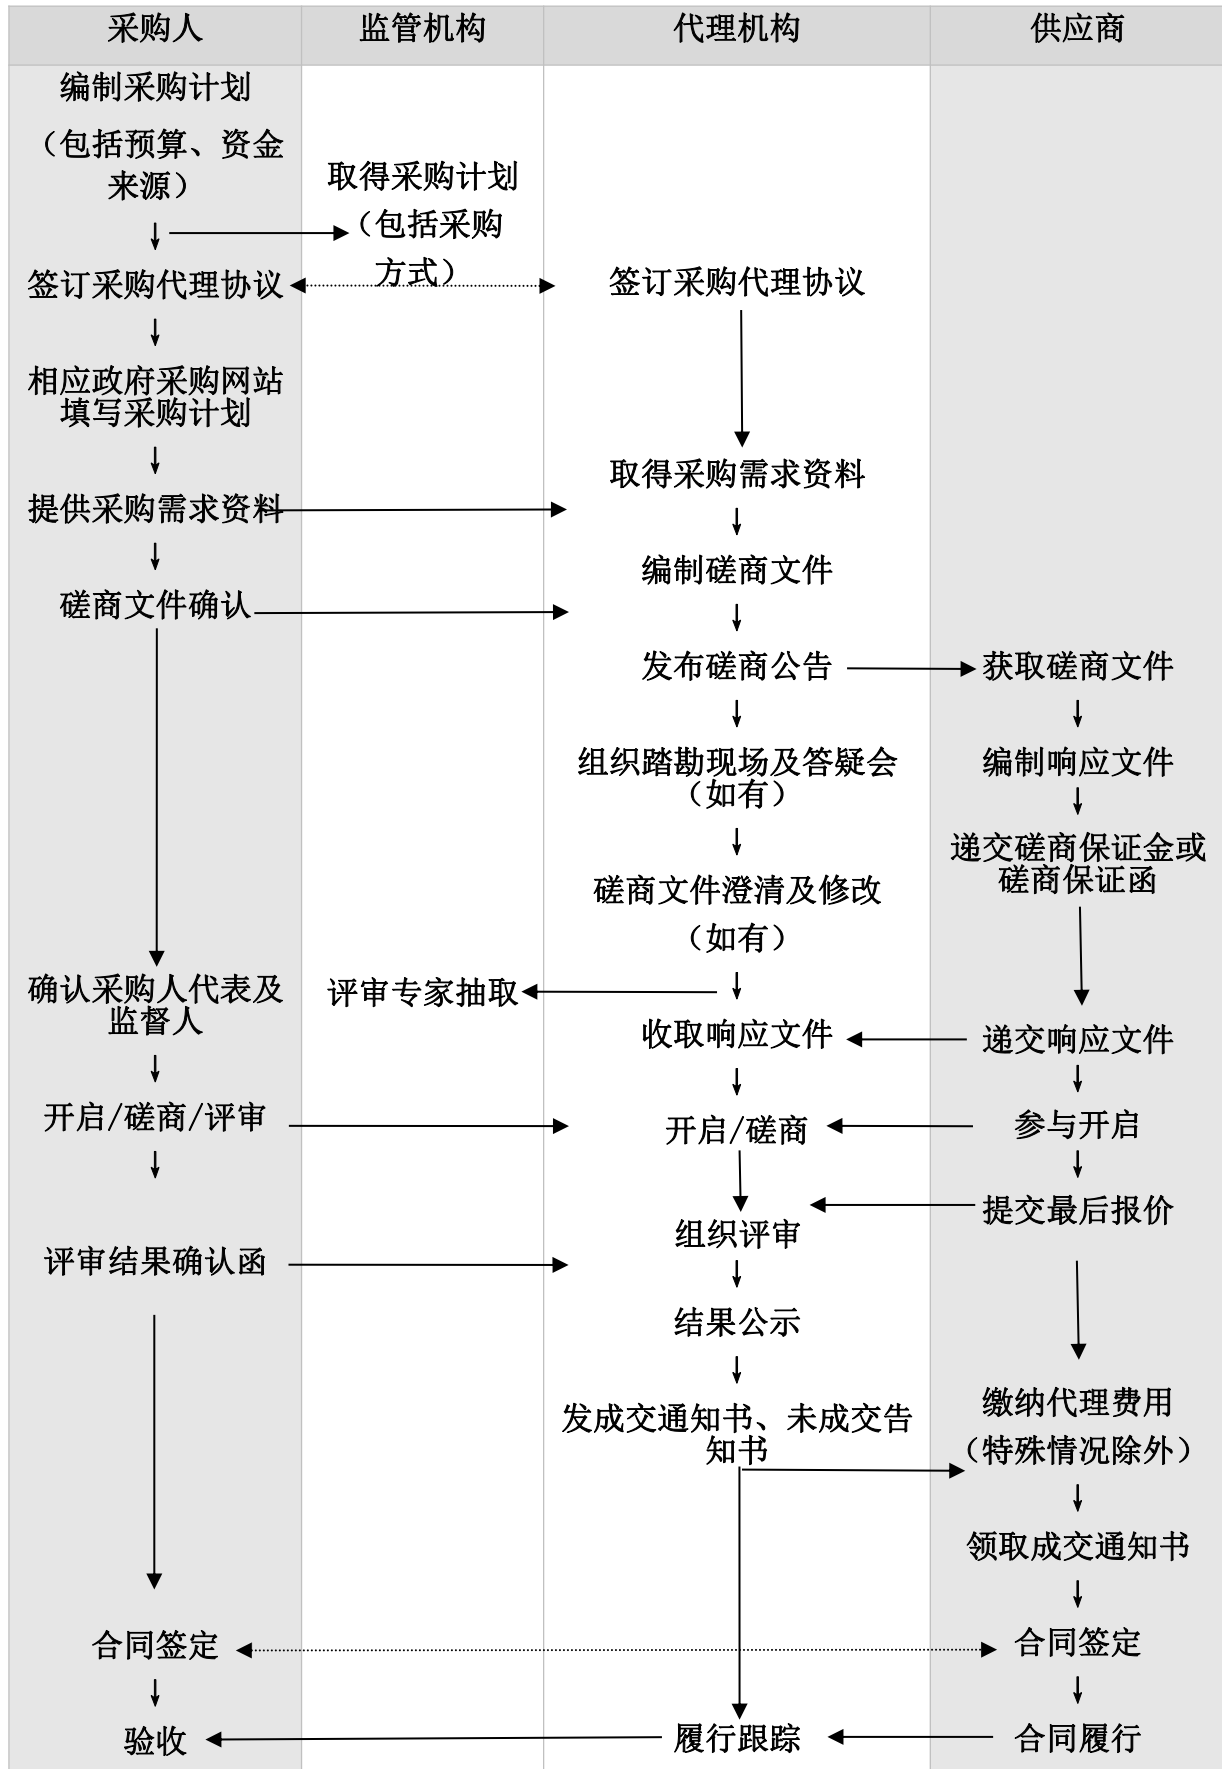 采购人 监管机构 代理机构 供应商
编制采购计划
（包括预算、资金
来源）
取得采购计划
（包括采购
方式）
签订采购代理协议
签订采购代理协议
相应政府采购网站
填写采购计划
取得采购需求资料
提供采购需求资料
编制磋商文件
磋商文件确认
发布磋商公告
获取磋商文件
组织踏勘现场及答疑会
（如有）
编制响应文件
递交磋商保证金或
磋商保证函
磋商文件澄清及修改
（如有）
确认采购人代表及
监督人
评审专家抽取
收取响应文件
递交响应文件
开启/磋商/评审
开启/磋商
参与开启
提交最后报价
组织评审
评审结果确认函
结果公示
发成交通知书、未成交告
知书
缴纳代理费用
（特殊情况除外）
领取成交通知书
合同签定
合同签定
验收
履行跟踪
合同履行